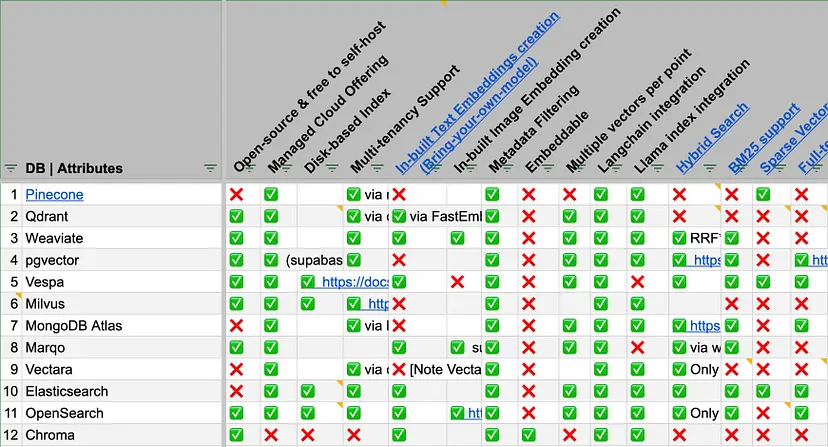 Open-source & free to self-host
Managed Cloud Offering
Disk-based Index
Multi-tenancy Support
In-built Text Embeddings creation
(Bring-your-own-model)
In-built Image Embedding creation
Metadata Filtering
Embeddable
Multiple vectors per point
Langchain integration
Llama index integration
Hybrid Search
BM25 support
Sparse Vector
Full-te
DB | Attributes
1 Pinecone ❌ ✅ ✅ via ❌ ✅ ❌ ❌ ✅ ✅ ❌ ❌ ✅ ❌
2 Qdrant ✅ ✅ ✅ via ✅ via FastEm ✅ ❌ ✅ ✅ ✅ ❌ ❌ ❌ ❌
3 Weaviate ✅ ✅ ✅ ✅ ✅ ✅ ❌ ✅ ✅ ✅ ✅ RRF ✅ ❌ ❌
4 pgvector ✅ ✅ (supabas ✅ ❌ ✅ ❌ ✅ ✅ ✅ ✅ https ✅ ❌ ✅ htt
5 Vespa ✅ ✅ ✅ https://docs ✅ ❌ ✅ ❌ ✅ ✅ ❌ ✅ ✅ ✅ ✅
6 Milvus ✅ ✅ ✅ ✅ http ❌ ✅ ❌ ✅ ✅ ❌ ❌ ❌
7 MongoDB Atlas ❌ ✅ ✅ via ❌ ✅ ❌ ✅ ✅ ✅ ✅ https ✅ ❌ ✅
8 Marqo ✅ ✅ ✅ ✅ su ✅ ❌ ✅ ✅ ❌ ✅ via w ✅ ❌ ❌
9 Vectara ❌ ✅ ✅ via ❌ [Note Vecta ✅ ❌ ✅ ✅ ✅ Only ❌ ❌ ❌
10 Elasticsearch ❌ ✅ ✅ ✅ ✅ ✅ ❌ ✅ ✅ ✅ ✅ ✅ ✅ ✅
11 OpenSearch ✅ ✅ ✅ ✅ ✅ ✅ htt ✅ ❌ ✅ ✅ ✅ ✅ Only ✅ ❌ ✅
12 Chroma ✅ ❌ ❌ ❌ ✅ ✅ ✅ ❌ ✅ ✅ ❌ ❌ ❌ ❌